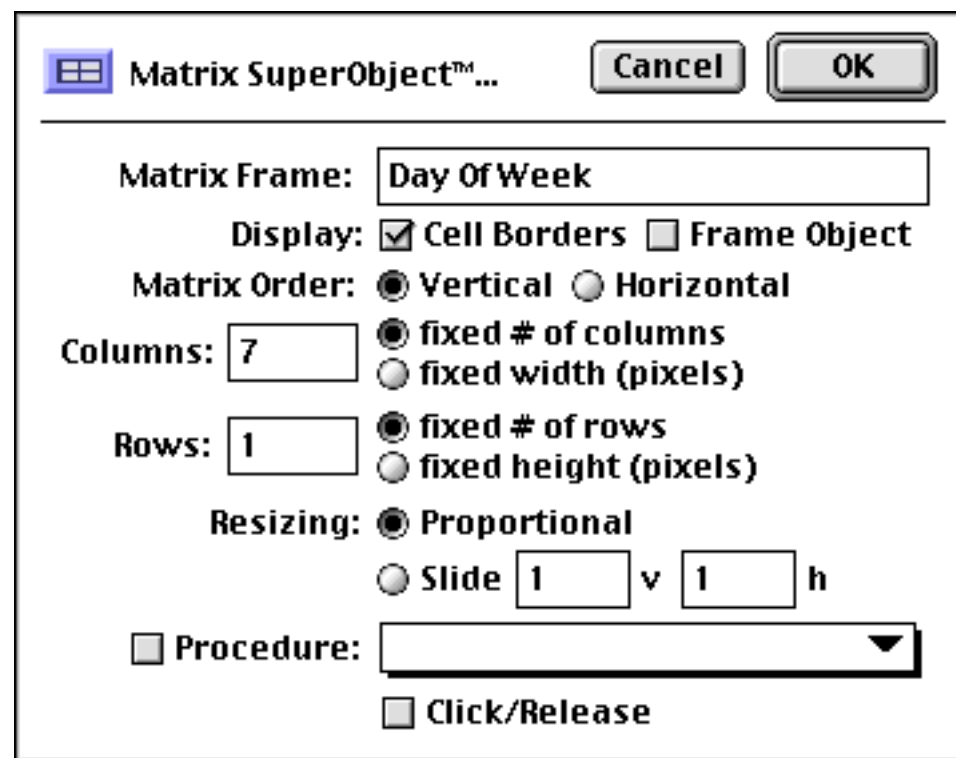 Matrix SuperObject™... Cancel OK
Matrix Frame: Day Of Week
Display: Cell Borders Frame Object
Matrix Order: Vertical Horizontal
Columns: 7 fixed # of columns
fixed width (pixels)
Rows: 1 fixed # of rows
fixed height (pixels)
Resizing: Proportional
Slide 1 v 1 h
Procedure:
Click/Release